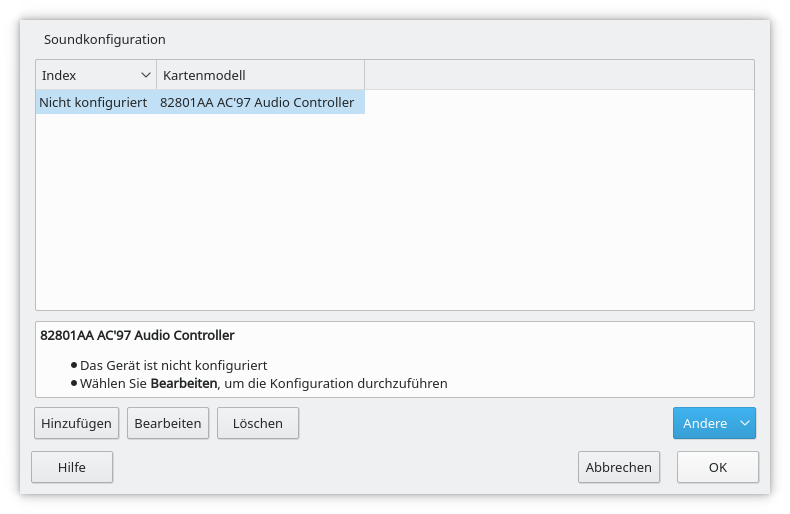 Soundkonfiguration
Index Kartenmodell
Nicht konfiguriert 82801AA AC'97 Audio Controller
82801AA AC'97 Audio Controller
● Das Gerät ist nicht konfiguriert
● Wählen Sie Bearbeiten, um die Konfiguration durchzuführen
Hinzufügen Bearbeiten Löschen Andere
Hilfe Abbrechen OK